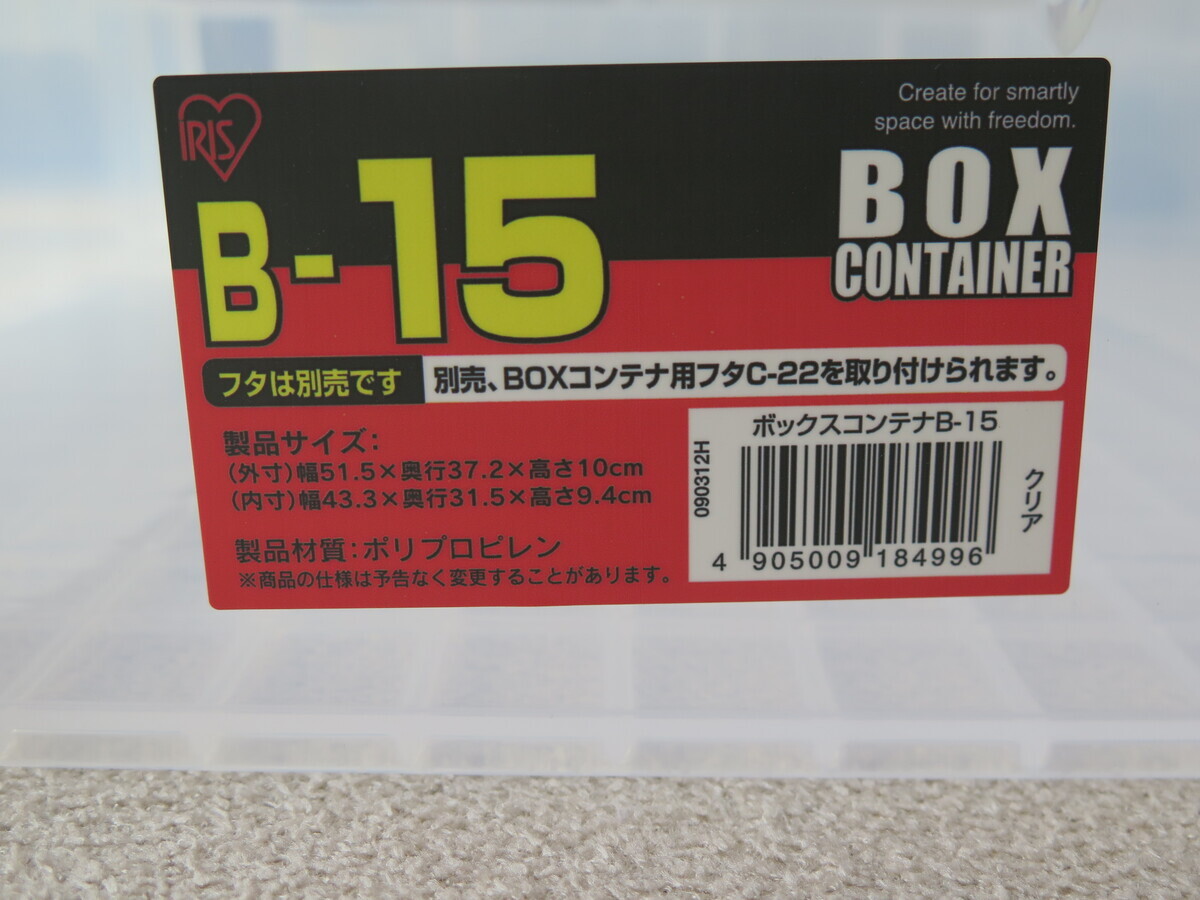 IRIS
Create for smartly
space with freedom.
B-15
BOX
CONTAINER
フタは別売です
別売、BOXコンテナ用フタC-22を取り付けられます。
製品サイズ:
(外寸)幅51.5×奥行37.2×高さ10cm
(内寸)幅43.3×奥行31.5×高さ9.4cm
製品材質:ポリプロピレン
※商品の仕様は予告なく変更することがあります。
ボックスコンテナB-15
090312H
クリア
4 905009 184996